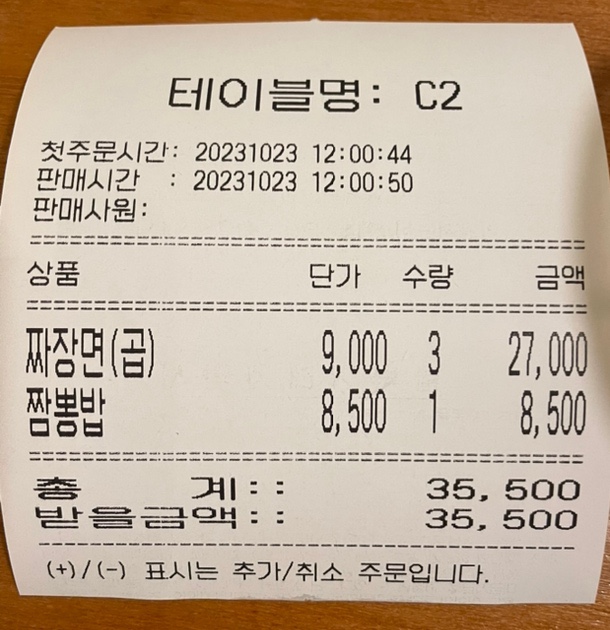 테이블명: C2
첫주문시간: 20231023 12:00:44
판매시간 : 20231023 12:00:50
판매사원:
상품 단가 수량 금액
짜장면(곱) 9,000 3 27,000
짬뽕밥 8,500 1 8,500
총 계:: 35,500
받을금액:: 35,500
(+)/(-) 표시는 추가/취소 주문입니다.